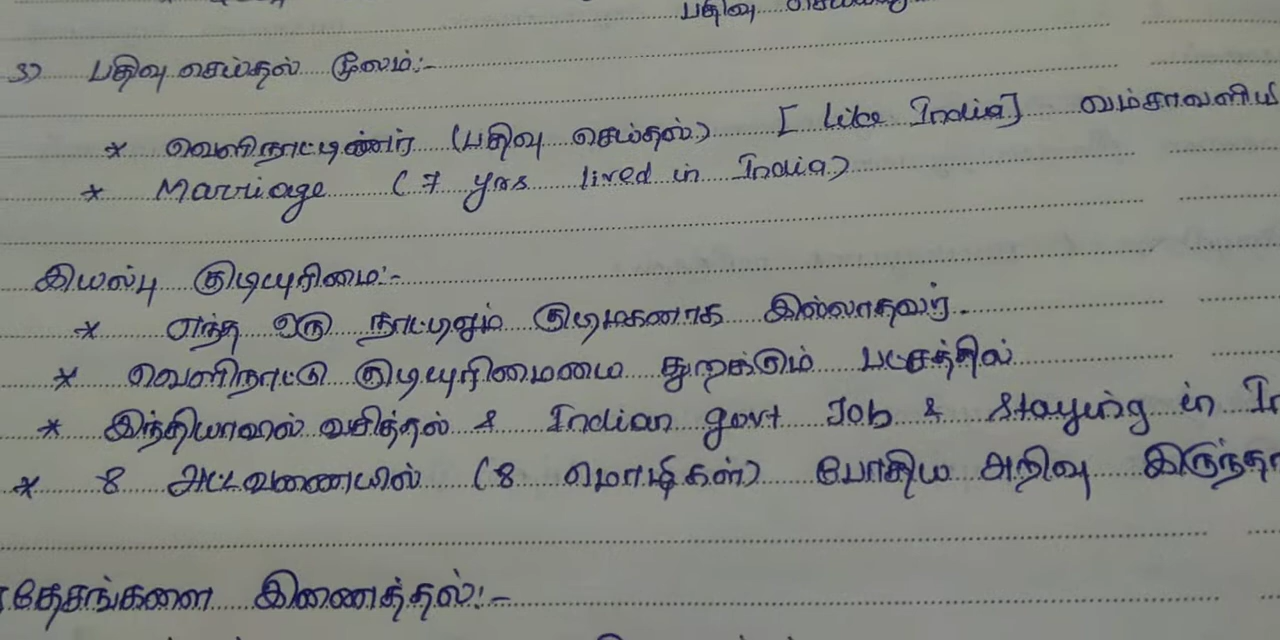 பதிவு
3) பதிவு செய்தல் மூலம்:-
* வெளிநாட்டினர் (பதிவு செய்தல்) [like India] வம்சாவளியி
* Marriage (7 yrs lived in India)
இயல்பு குடியுரிமை:-
* எந்த ஒரு நாட்டிலும் குடிமகனாக இல்லாதவர்.
* வெளிநாட்டு குடியுரிமைமை துறக்கும் பட்சத்தில்
* இந்தியாவில் வசித்தல் & Indian govt Job & Staying in In
* 8 அட்டவணையில் (8 மொழிகள்) போதிய அறிவு இருந்தா
தேசங்களை இணைத்தல்:-